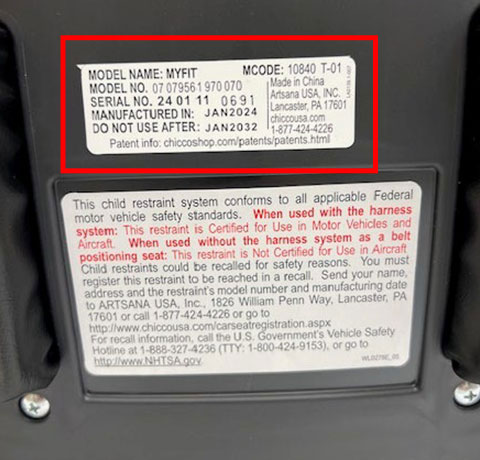 MODEL NAME: MYFIT
MCODE: 10840 T-01
MODEL NO. 07 079561 970 070
SERIAL NO. 24 01 11 0691
MANUFACTURED IN: JAN2024
DO NOT USE AFTER: JAN2032
Made in China
Artsana USA, INC.
Lancaster, PA 17601
chiccousa.com
1-877-424-4226
Patent info: chiccoshop.com/patents/patents.html
This child restraint system conforms to all applicable Federal
motor vehicle safety standards. When used with the harness
system: This restraint is Certified for Use in Motor Vehicles and
Aircraft. When used without the harness system as a belt
positioning seat: This restraint is Not Certified for Use in Aircraft
Child restraints could be recalled for safety reasons. You must
register this restraint to be reached in a recall. Send your name,
address and the restraint's model number and manufacturing date
to ARTSANA USA, Inc., 1826 William Penn Way, Lancaster, PA
17601 or call 1-877-424-4226 or go to
http://www.chiccousa.com/carseatregistration.aspx
For recall information, call the U.S. Government's Vehicle Safety
Hotline at 1-888-327-4236 (TTY: 1-800-424-9153), or go to
http://www.NHTSA.gov